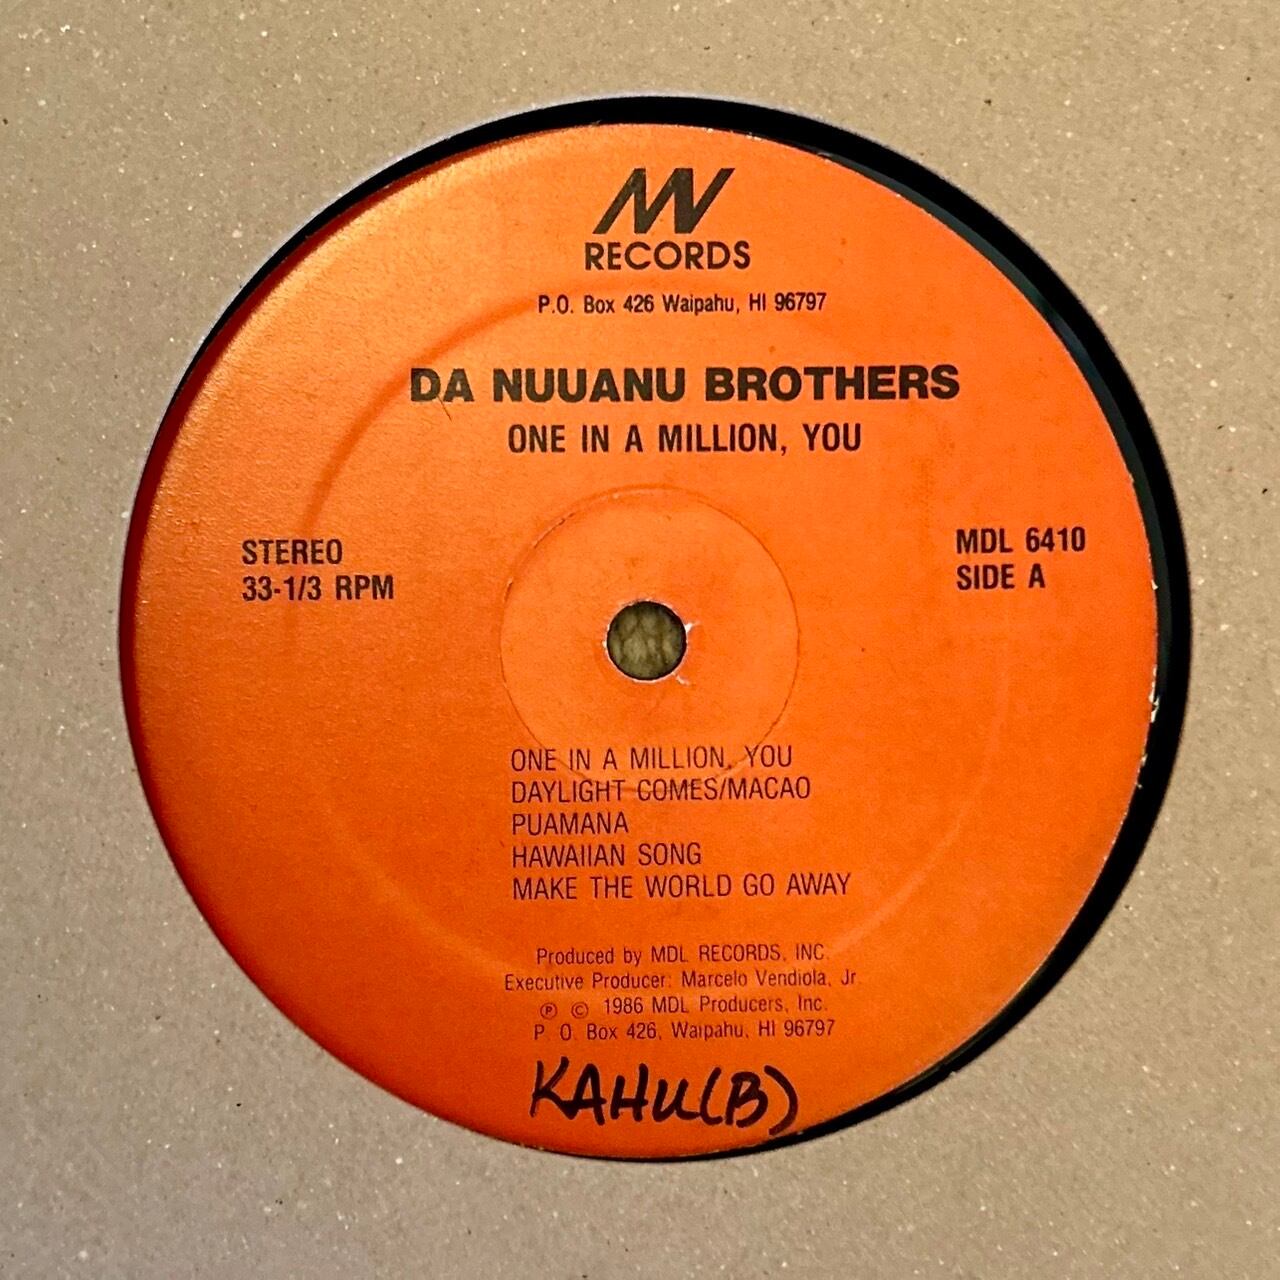 MV
RECORDS
P.O. Box 426 Waipahu, HI 96797
DA NUUANU BROTHERS
ONE IN A MILLION, YOU
STEREO
33-1/3 RPM
MDL 6410
SIDE A
ONE IN A MILLION, YOU
DAYLIGHT COMES/MACAO
PUAMANA
HAWAIIAN SONG
MAKE THE WORLD GO AWAY
Produced by MDL RECORDS, INC.
Executive Producer: Marcelo Vendiola, Jr.
℗ © 1986 MDL Producers, Inc.
P. O. Box 426, Waipahu, HI 96797
KAHU(B)